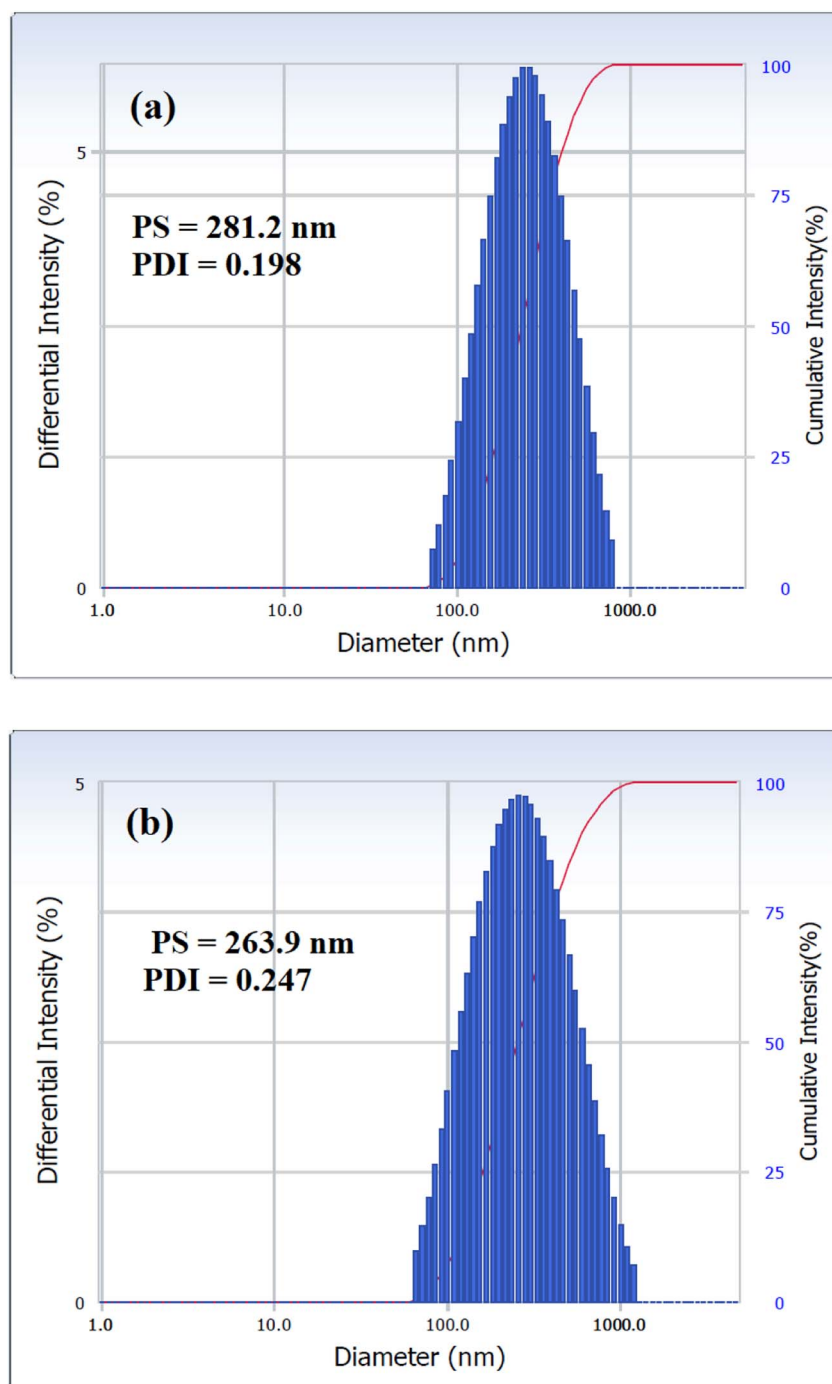 (a)
PS = 281.2 nm
PDI = 0.198
Differential Intensity (%)
5
0
100
75
50
25
0
Cumulative Intensity(%)
1.0 10.0 100.0 1000.0
Diameter (nm)
(b)
PS = 263.9 nm
PDI = 0.247
Differential Intensity (%)
5
0
100
75
50
25
0
Cumulative Intensity(%)
1.0 10.0 100.0 1000.0
Diameter (nm)